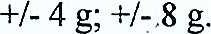 +/- 4 g; +/- 8 g.